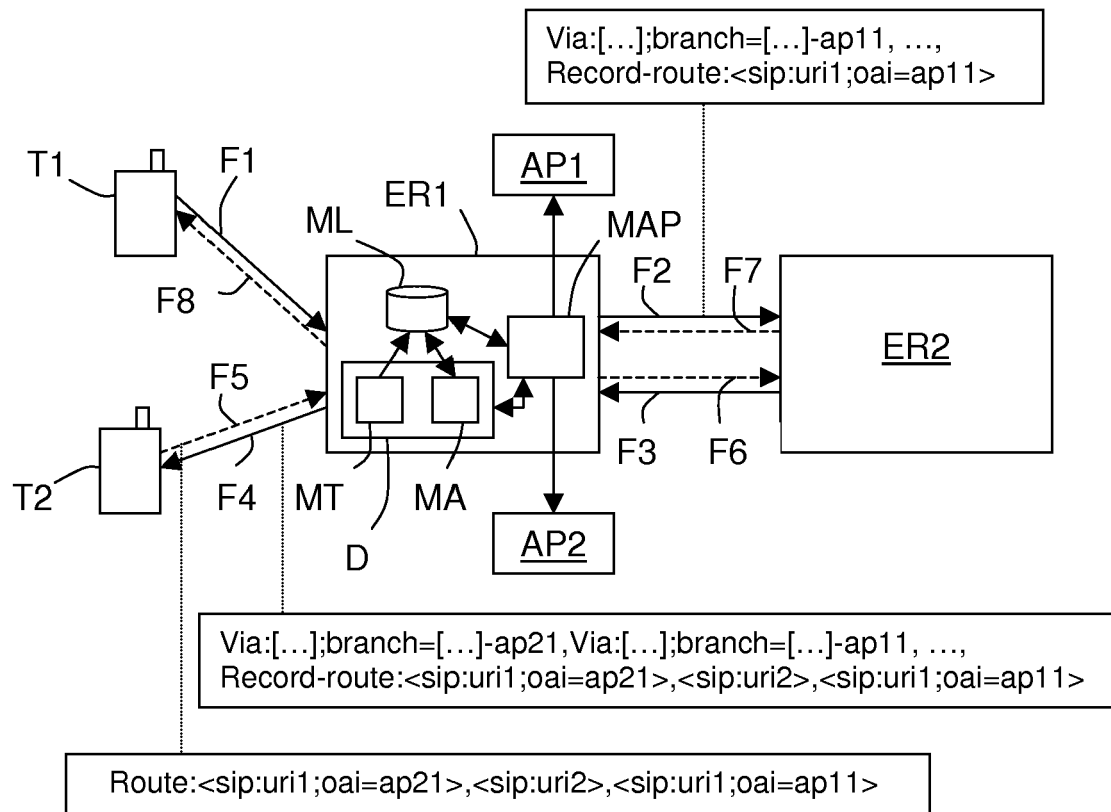 Via:[…];branch=[…]-ap11, …,
Record-route:<sip:uri1;oai=ap11>
T1
F1
ER1
AP1
MAP
ML
F8
F2
F7
ER2
F5
F4
F3
F6
T2
MT
MA
D
AP2
Via:[…];branch=[…]-ap21,Via:[…];branch=[…]-ap11, …,
Record-route:<sip:uri1;oai=ap21>,<sip:uri2>,<sip:uri1;oai=ap11>
Route:<sip:uri1;oai=ap21>,<sip:uri2>,<sip:uri1;oai=ap11>